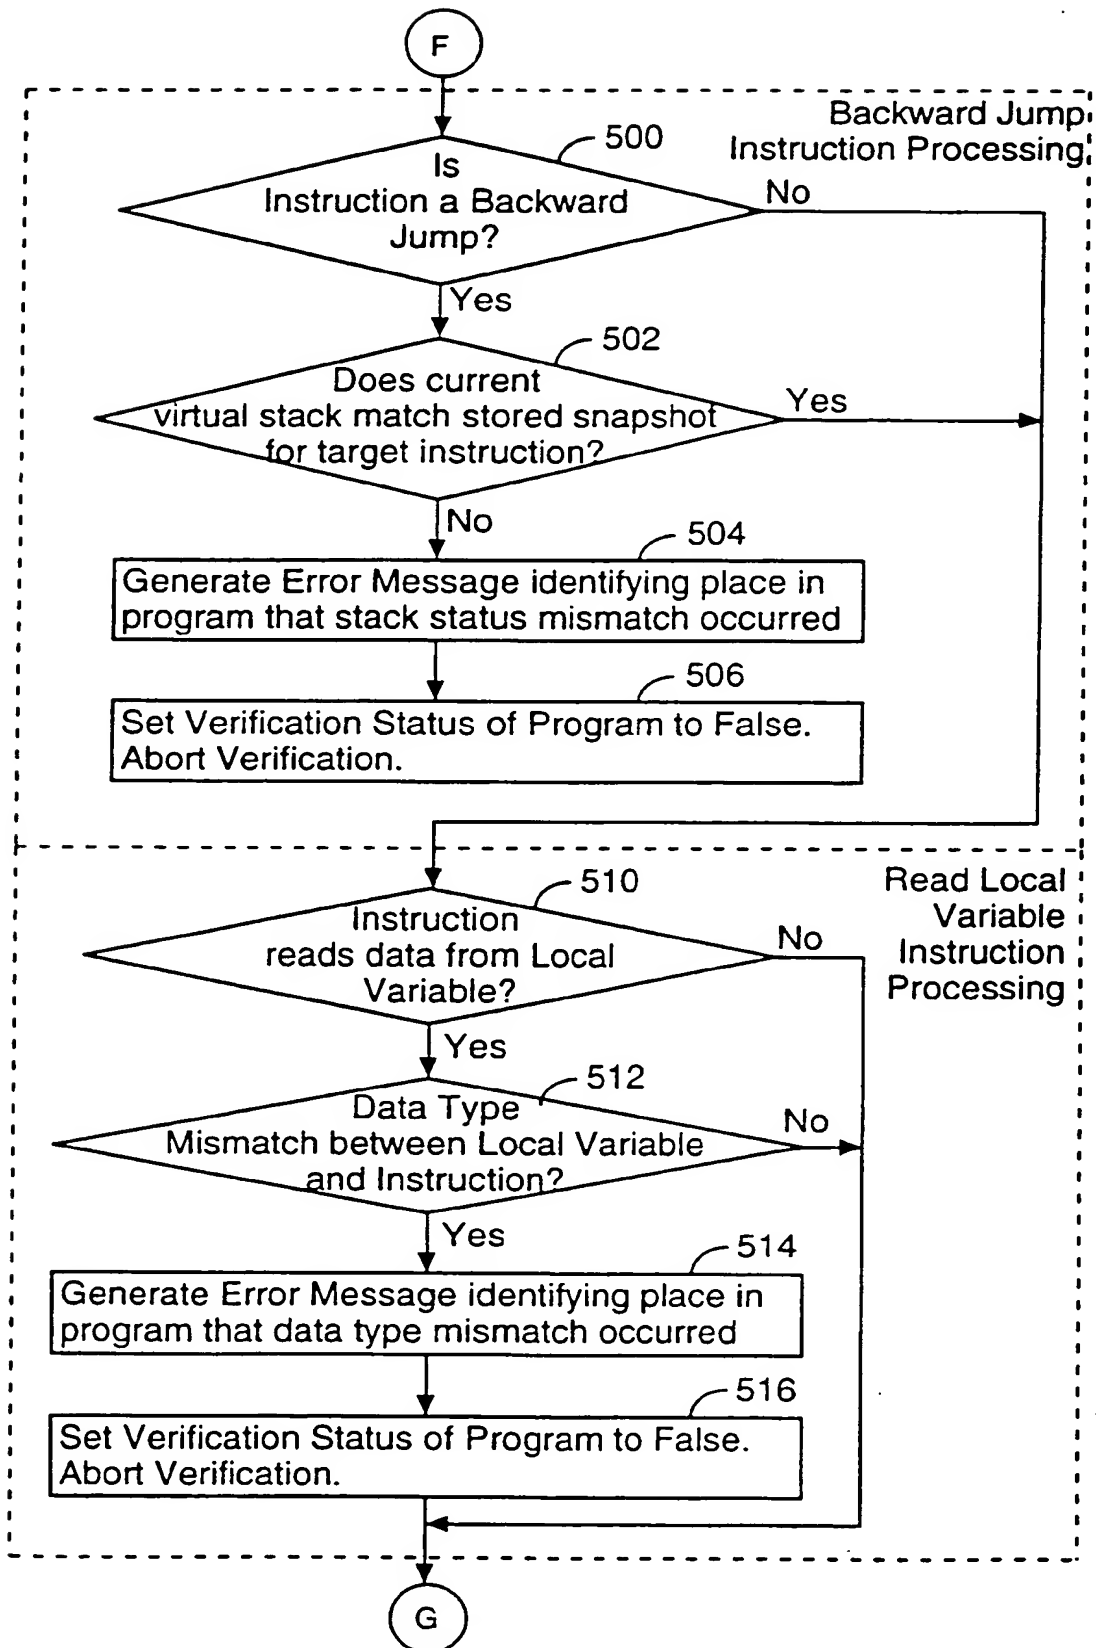 F
Backward Jump
Instruction Processing
500
Is
Instruction a Backward
Jump?
No
Yes
502
Does current
virtual stack match stored snapshot
for target instruction?
Yes
No
504
Generate Error Message identifying place in
program that stack status mismatch occurred
506
Set Verification Status of Program to False.
Abort Verification.
510
Instruction
reads data from Local
Variable?
No
Read Local
Variable
Instruction
Processing
Yes
512
Data Type
Mismatch between Local Variable
and Instruction?
No
Yes
514
Generate Error Message identifying place in
program that data type mismatch occurred
516
Set Verification Status of Program to False.
Abort Verification.
G